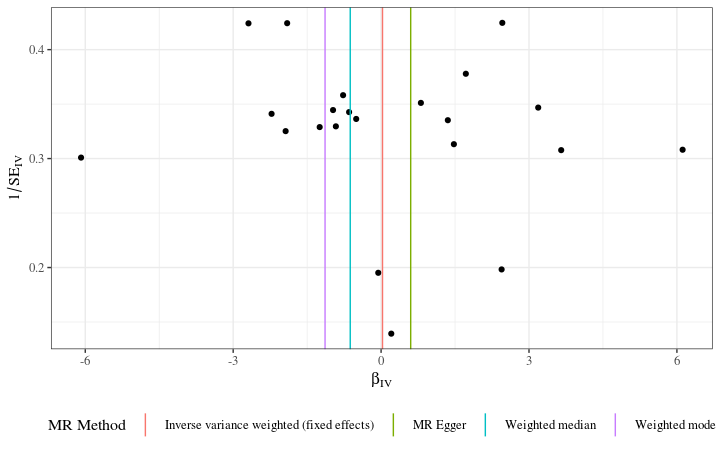 0.4
0.3
0.2
1/SE_IV
-6 -3 0 3 6
β_IV
MR Method Inverse variance weighted (fixed effects) MR Egger Weighted median Weighted mode